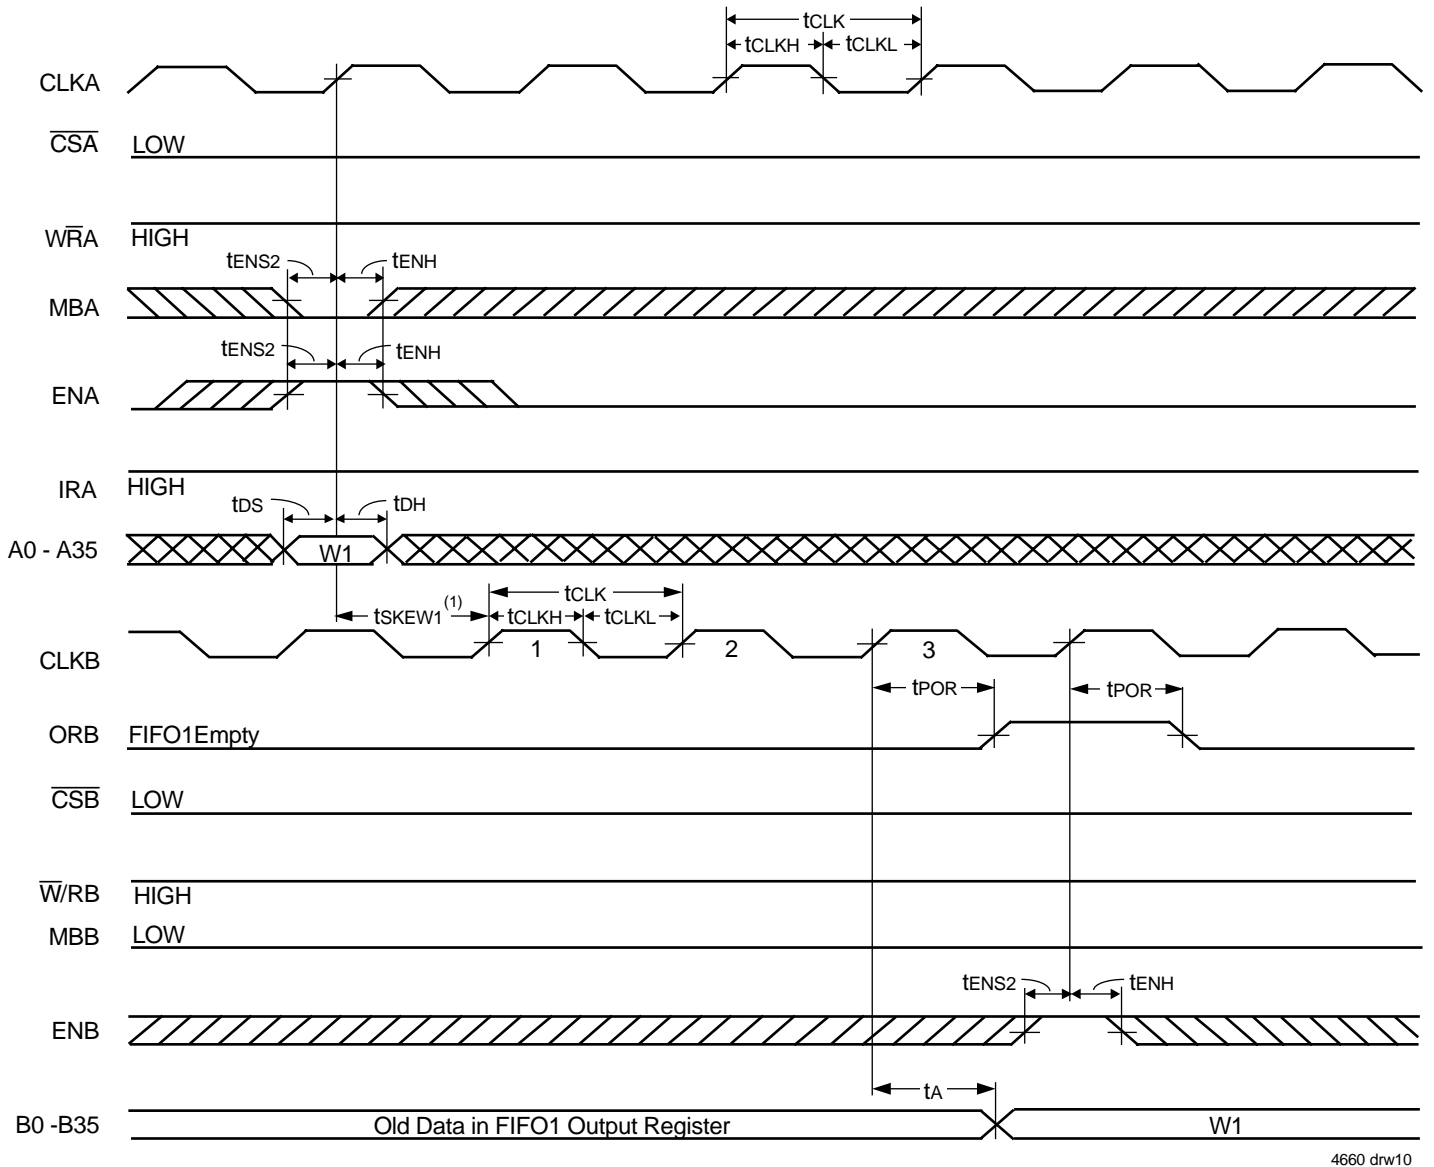 tCLK
tCLKH tCLKL
CLKA
CSA LOW
WRA HIGH
tENS2 tENH
MBA
tENS2 tENH
ENA
IRA HIGH
tDS tDH
A0 - A35 W1
tCLK
tSKEW1(1) tCLKH tCLKL
CLKB 1 2 3
tPOR tPOR
ORB FIFO1Empty
CSB LOW
W/RB HIGH
MBB LOW
tENS2 tENH
ENB
tA
B0 -B35 Old Data in FIFO1 Output Register W1
4660 drw10